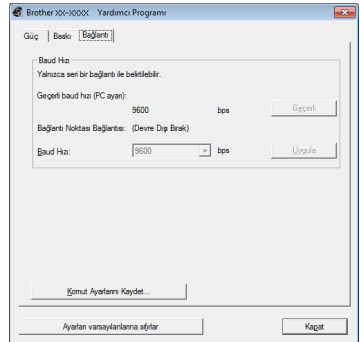 Brother XX-XXXX Yardımcı Programı
Güç Baskı Bağlantı
Baud Hızı
Yalnızca seri bir bağlantı ile belirtilebilir.
Geçerli baud hızı (PC ayarı):
9600 bps Geçerli
Bağlantı Noktası Bağlantısı: (Devre Dışı Bırak)
Baud Hızı: 9600 bps Uygula
Komut Ayarlarını Kaydet...
Ayarları varsayılanlarına sıfırlar Kapat